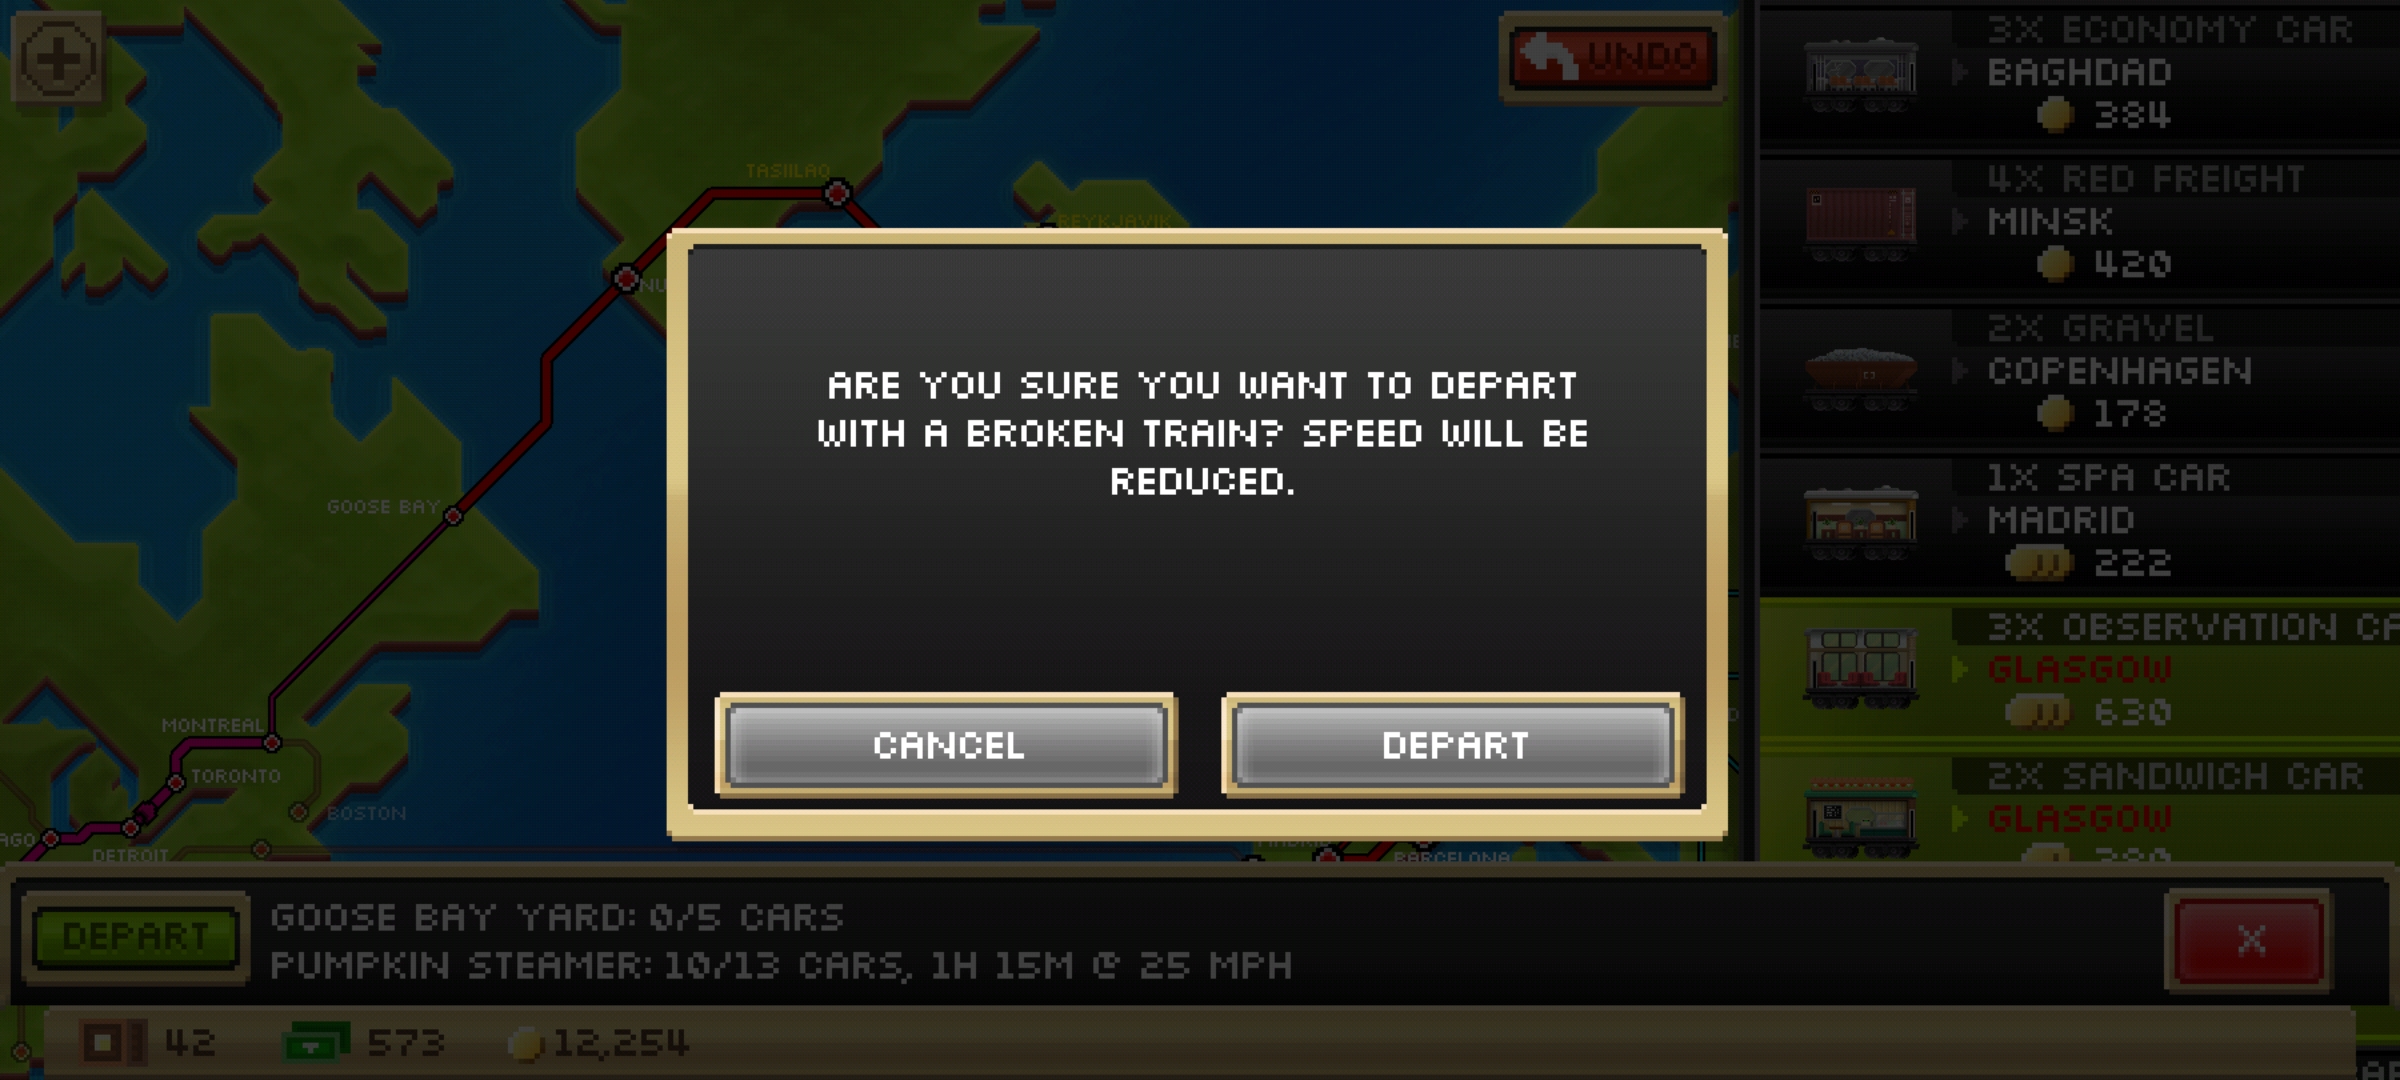 UNDO
TASIILAQ
REYKJAVIK
NU
GOOSE BAY
MONTREAL
TORONTO
BOSTON
AGO
DETROIT
MADRID
BARCELONA
3X ECONOMY CAR
BAGHDAD
384
4X RED FREIGHT
MINSK
420
2X GRAVEL
COPENHAGEN
178
1X SPA CAR
MADRID
222
3X OBSERVATION CA
GLASGOW
630
2X SANDWICH CAR
GLASGOW
ARE YOU SURE YOU WANT TO DEPART
WITH A BROKEN TRAIN? SPEED WILL BE
REDUCED.
CANCEL
DEPART
DEPART
GOOSE BAY YARD: 0/5 CARS
PUMPKIN STEAMER: 10/13 CARS, 1H 15M @ 25 MPH
X
42
573
12,254